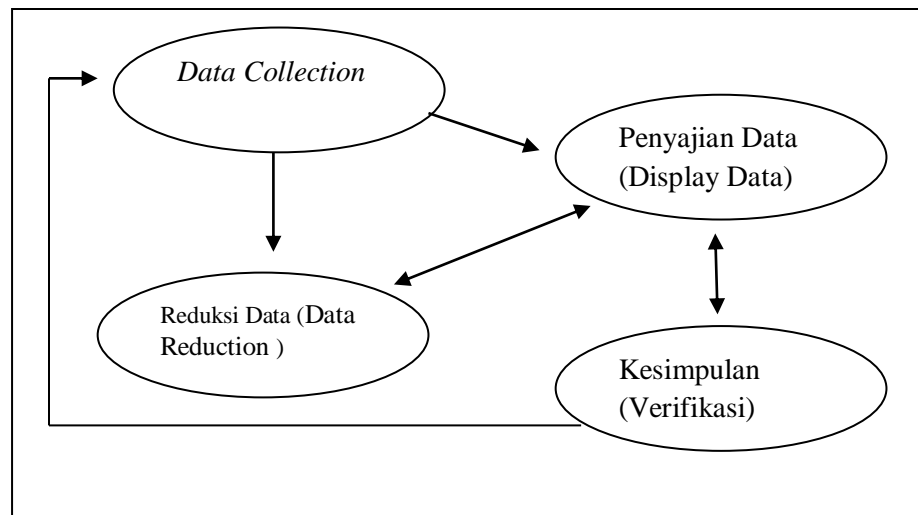 Data Collection
Penyajian Data
(Display Data)
Reduksi Data (Data
Reduction )
Kesimpulan
(Verifikasi)